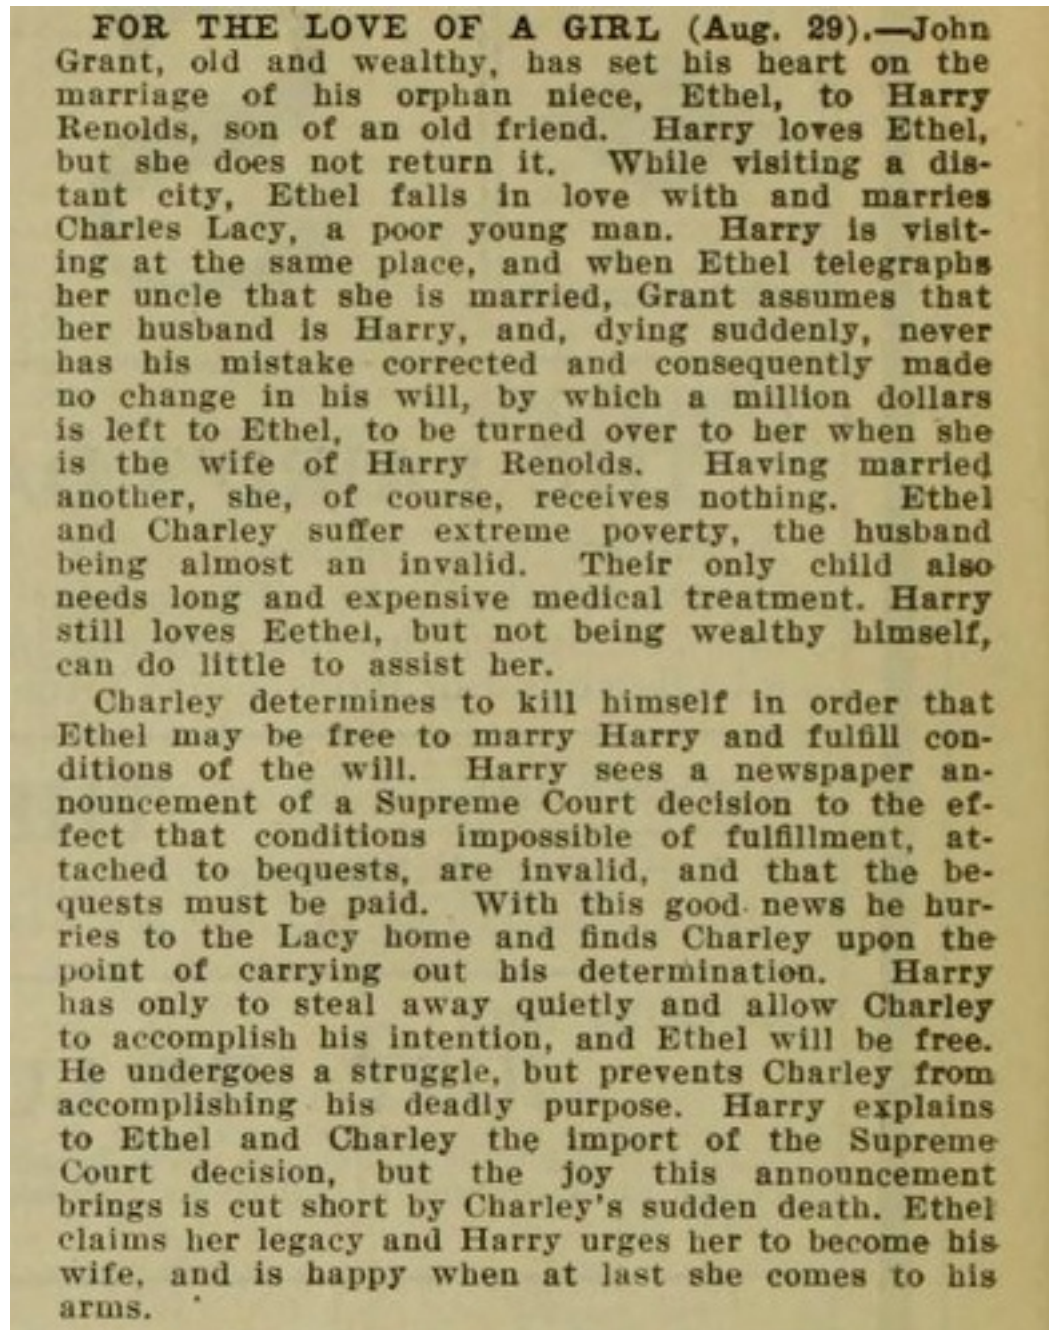 FOR THE LOVE OF A GIRL (Aug. 29).—John
Grant, old and wealthy, has set his heart on the
marriage of his orphan niece, Ethel, to Harry
Renolds, son of an old friend. Harry loves Ethel,
but she does not return it. While visiting a dis-
tant city, Ethel falls in love with and marries
Charles Lacy, a poor young man. Harry is visit-
ing at the same place, and when Ethel telegraphs
her uncle that she is married, Grant assumes that
her husband is Harry, and, dying suddenly, never
has his mistake corrected and consequently made
no change in his will, by which a million dollars
is left to Ethel, to be turned over to her when she
is the wife of Harry Renolds. Having married
another, she, of course, receives nothing. Ethel
and Charley suffer extreme poverty, the husband
being almost an invalid. Their only child also
needs long and expensive medical treatment. Harry
still loves Eethel, but not being wealthy himself,
can do little to assist her.
Charley determines to kill himself in order that
Ethel may be free to marry Harry and fulfill con-
ditions of the will. Harry sees a newspaper an-
nouncement of a Supreme Court decision to the ef-
fect that conditions impossible of fulfillment, at-
tached to bequests, are invalid, and that the be-
quests must be paid. With this good news he hur-
ries to the Lacy home and finds Charley upon the
point of carrying out his determination. Harry
has only to steal away quietly and allow Charley
to accomplish his intention, and Ethel will be free.
He undergoes a struggle, but prevents Charley from
accomplishing his deadly purpose. Harry explains
to Ethel and Charley the import of the Supreme
Court decision, but the joy this announcement
brings is cut short by Charley's sudden death. Ethel
claims her legacy and Harry urges her to become his
wife, and is happy when at last she comes to his
arms.